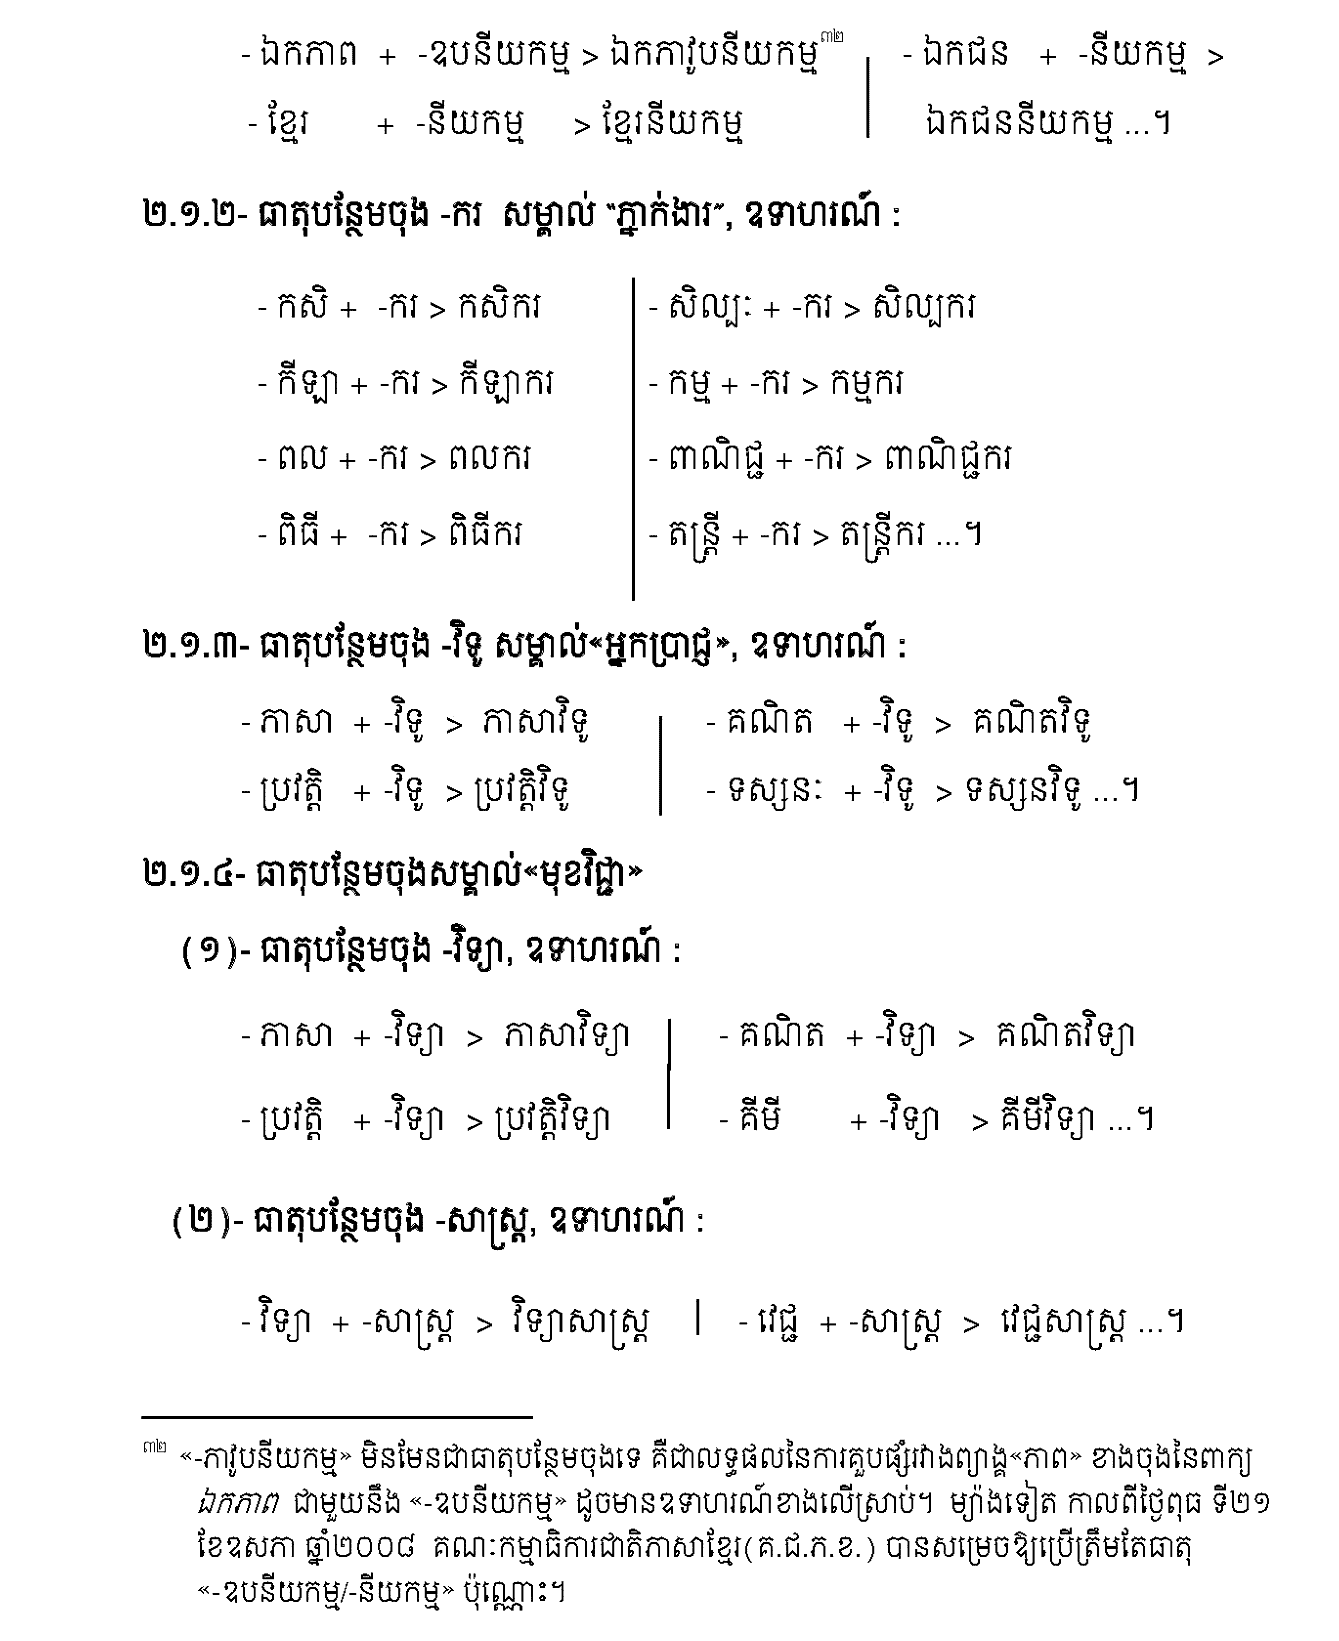 - ឯកភាព + -ឧបនីយកម្ម > ឯកភាវូបនីយកម្ម៣២ | - ឯកជន + -នីយកម្ម >
- ខ្មែរ + -នីយកម្ម > ខ្មែរនីយកម្ម | ឯកជននីយកម្ម ...។
២.១.២- ធាតុបន្ថែមចុង -ករ សម្គាល់ “ភ្នាក់ងារ”, ឧទាហរណ៍ :
- កសិ + -ករ > កសិករ | - សិល្បៈ + -ករ > សិល្បករ
- កីឡា + -ករ > កីឡាករ | - កម្ម + -ករ > កម្មករ
- ពល + -ករ > ពលករ | - ពាណិជ្ជ + -ករ > ពាណិជ្ជករ
- ពិធី + -ករ > ពិធីករ | - តន្ត្រី + -ករ > តន្ត្រីករ ...។
២.១.៣- ធាតុបន្ថែមចុង -វិទូ សម្គាល់«អ្នកប្រាជ្ញ», ឧទាហរណ៍ :
- ភាសា + -វិទូ > ភាសាវិទូ | - គណិត + -វិទូ > គណិតវិទូ
- ប្រវត្តិ + -វិទូ > ប្រវត្តិវិទូ | - ទស្សនៈ + -វិទូ > ទស្សនវិទូ ...។
២.១.៤- ធាតុបន្ថែមចុងសម្គាល់«មុខវិជ្ជា»
(១)- ធាតុបន្ថែមចុង -វិទ្យា, ឧទាហរណ៍ :
- ភាសា + -វិទ្យា > ភាសាវិទ្យា | - គណិត + -វិទ្យា > គណិតវិទ្យា
- ប្រវត្តិ + -វិទ្យា > ប្រវត្តិវិទ្យា | - គីមី + -វិទ្យា > គីមីវិទ្យា ...។
(២)- ធាតុបន្ថែមចុង -សាស្ត្រ, ឧទាហរណ៍ :
- វិទ្យា + -សាស្ត្រ > វិទ្យាសាស្ត្រ | - វេជ្ជ + -សាស្ត្រ > វេជ្ជសាស្ត្រ ...។
៣២ «-ភាវូបនីយកម្ម» មិនមែនជាធាតុបន្ថែមចុងទេ គឺជាលទ្ធផលនៃការគួបផ្សំរវាងព្យាង្គ«ភាព» ខាងចុងនៃពាក្យ
ឯកភាព ជាមួយនឹង «-ឧបនីយកម្ម» ដូចមានឧទាហរណ៍ខាងលើស្រាប់។ ម្យ៉ាងទៀត កាលពីថ្ងៃពុធ ទី២១
ខែឧសភា ឆ្នាំ២០០៨ គណៈកម្មាធិការជាតិភាសាខ្មែរ(គ.ជ.ភ.ខ.) បានសម្រេចឱ្យប្រើត្រឹមតែធាតុ
«-ឧបនីយកម្ម/-នីយកម្ម» ប៉ុណ្ណោះ។